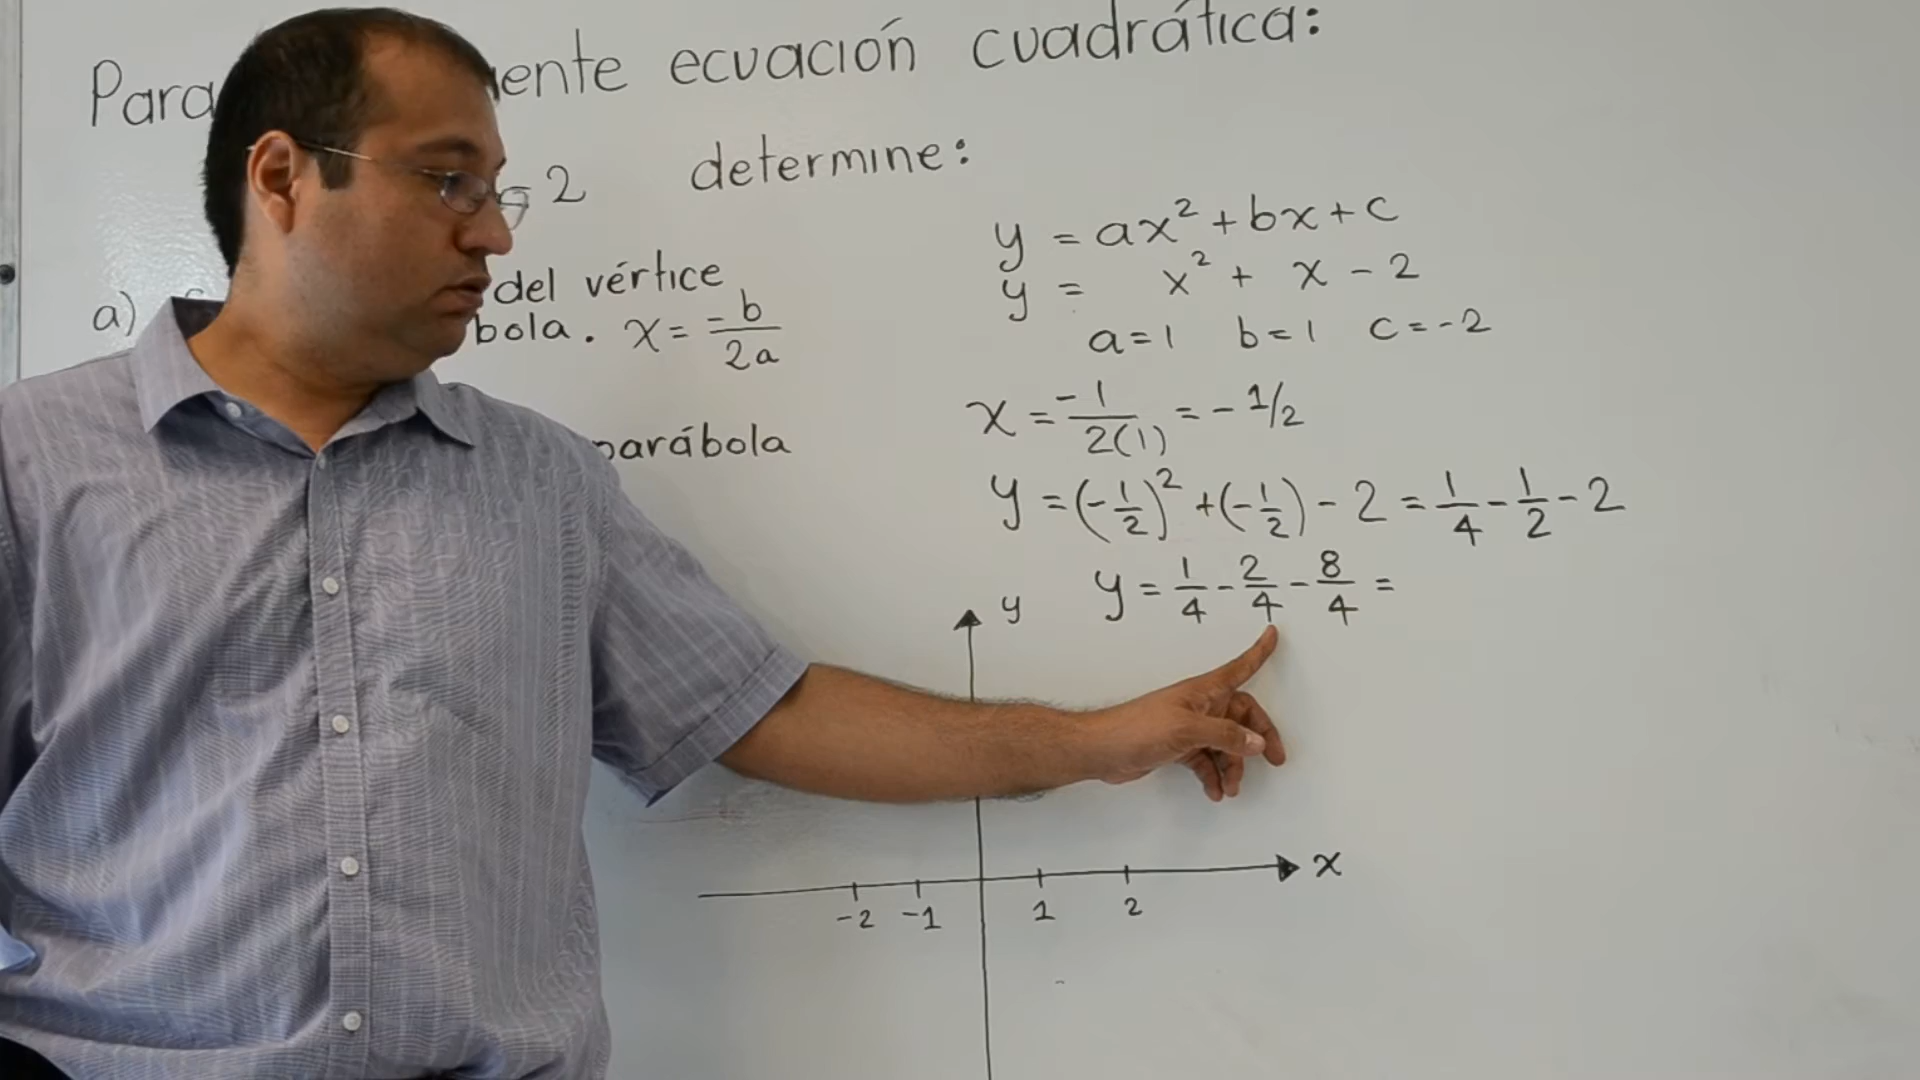 Para ente ecuación cuadrática:
- 2 determine:
a) del vértice
bola. x = -b/2a
parábola
y = ax² + bx + c
y = x² + x - 2
a = 1 b = 1 c = -2
x = -1/2(1) = - 1/2
y = (-1/2)² + (-1/2) - 2 = 1/4 - 1/2 - 2
y = 1/4 - 2/4 - 8/4 =
y
x
-2 -1 1 2